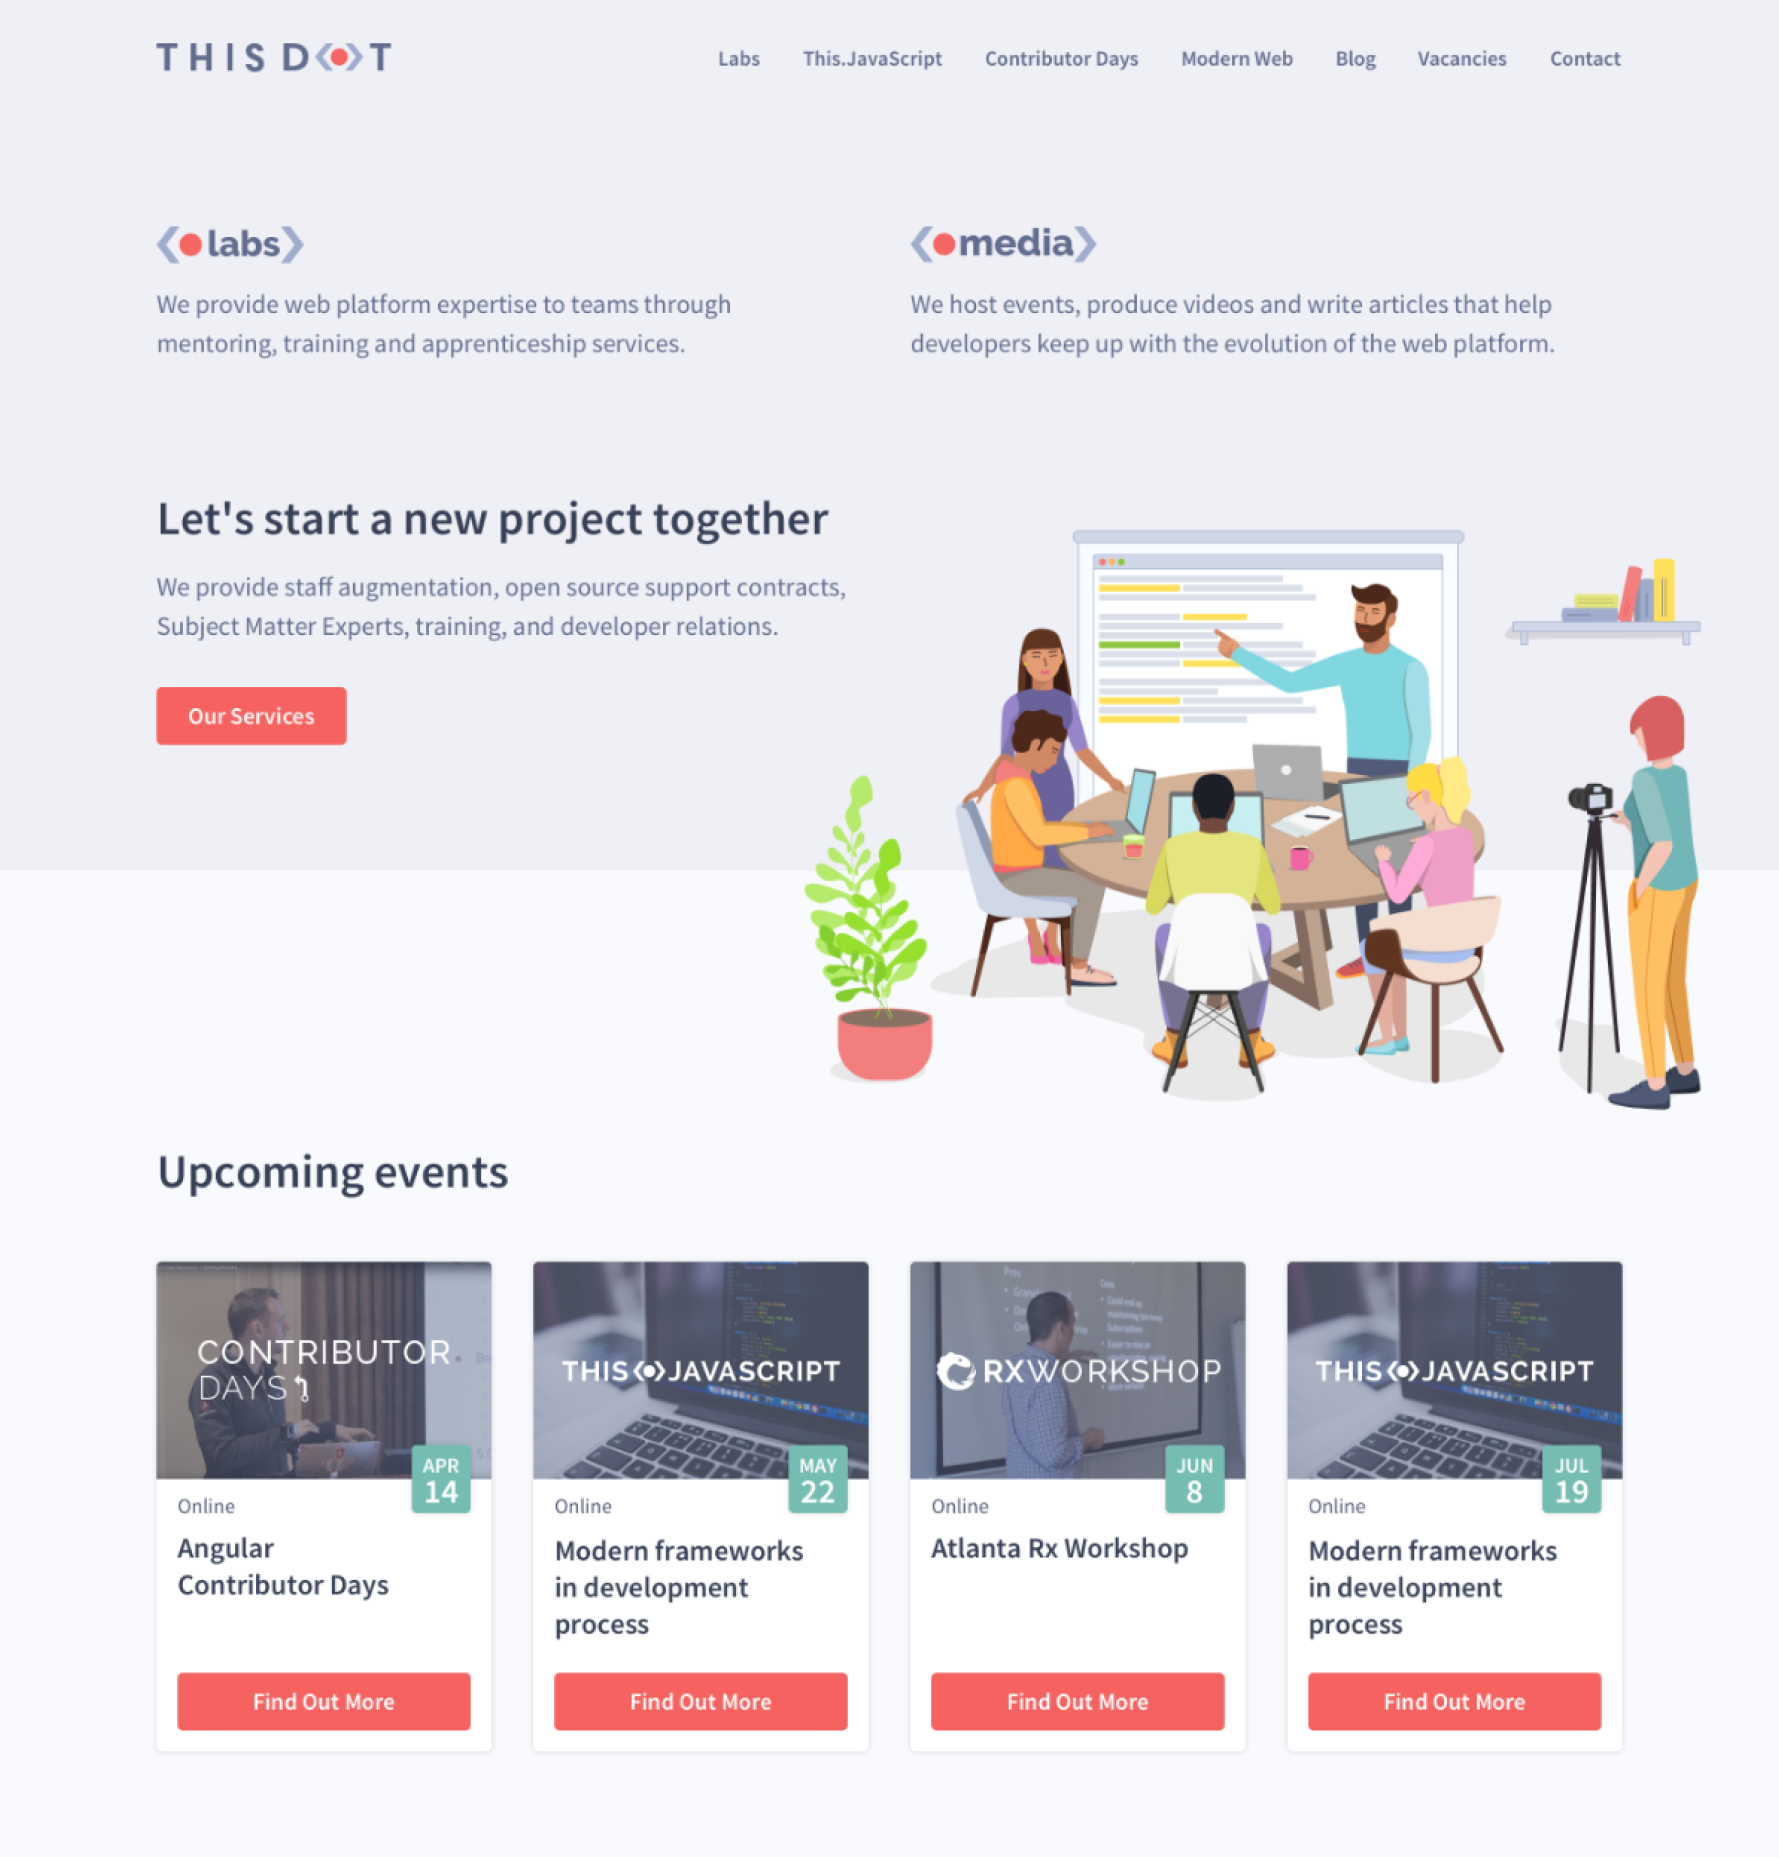 THIS DOT
Labs
This.JavaScript
Contributor Days
Modern Web
Blog
Vacancies
Contact
labs
We provide web platform expertise to teams through
mentoring, training and apprenticeship services.
media
We host events, produce videos and write articles that help
developers keep up with the evolution of the web platform.
Let's start a new project together
We provide staff augmentation, open source support contracts,
Subject Matter Experts, training, and developer relations.
Our Services
Upcoming events
CONTRIBUTOR
DAYS
APR
14
Online
Angular
Contributor Days
Find Out More
THIS JAVASCRIPT
MAY
22
Online
Modern frameworks
in development
process
Find Out More
Pros
Cons
RXWORKSHOP
JUN
8
Online
Atlanta Rx Workshop
Find Out More
THIS JAVASCRIPT
JUL
19
Online
Modern frameworks
in development
process
Find Out More